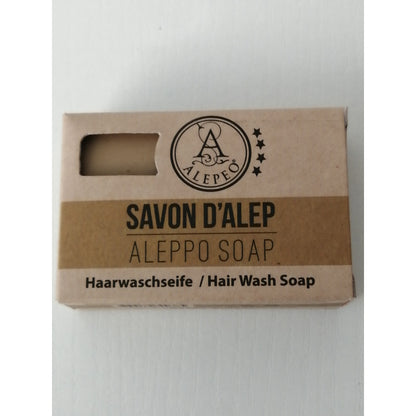 A
ALEPEO®
SAVON D'ALEP
ALEPPO SOAP
Haarwaschseife / Hair Wash Soap